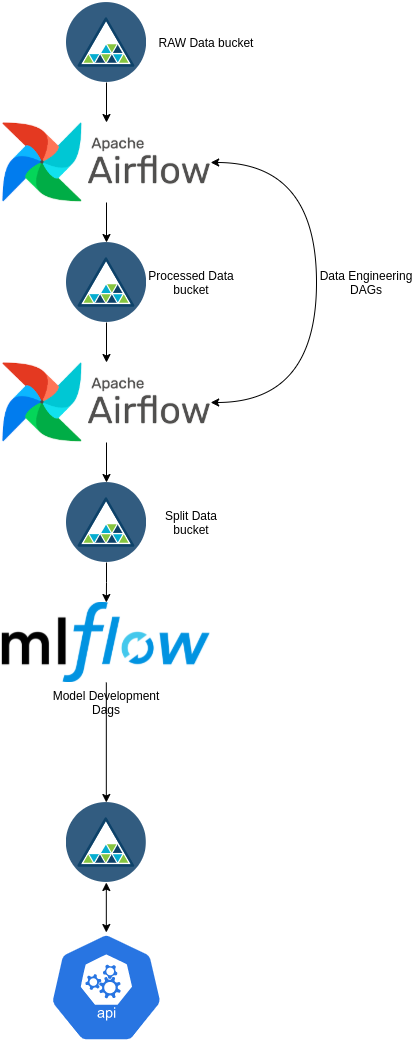 RAW Data bucket
Apache
Airflow
Processed Data
bucket
Data Engineering
DAGs
Apache
Airflow
Split Data
bucket
mlflow
Model Development
Dags
api